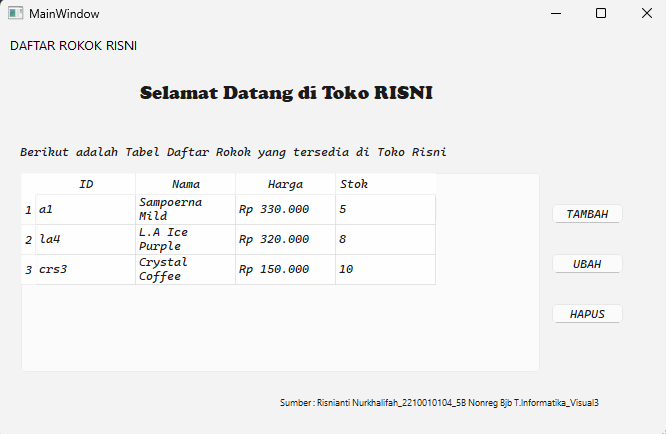 MainWindow
DAFTAR ROKOK RISNI
Selamat Datang di Toko RISNI
Berikut adalah Tabel Daftar Rokok yang tersedia di Toko Risni
ID Nama Harga Stok
1 a1 Sampoerna Mild Rp 330.000 5
2 la4 L.A Ice Purple Rp 320.000 8
3 crs3 Crystal Coffee Rp 150.000 10
TAMBAH
UBAH
HAPUS
Sumber : Risnianti Nurkhalifah_2210010104_5B Nonreg Bjb T.Informatika_Visual3